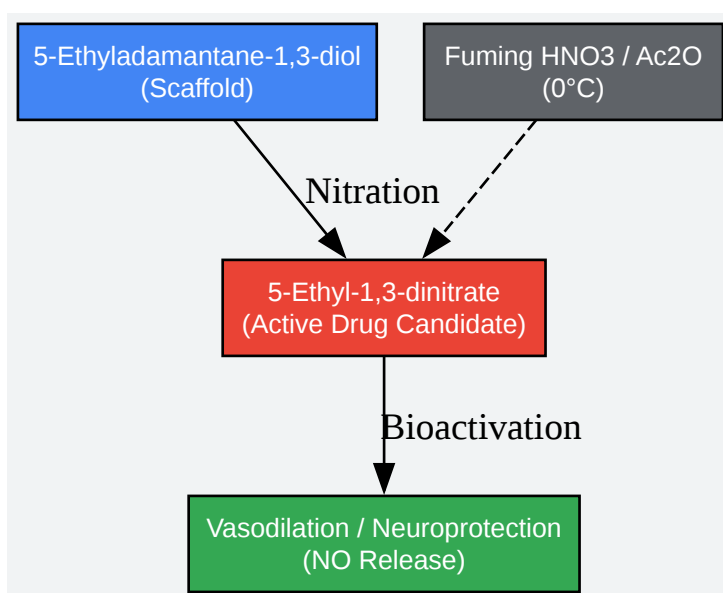 5-Ethyladamantane-1,3-diol
(Scaffold)
Fuming HNO3 / Ac2O
(0°C)
Nitration
5-Ethyl-1,3-dinitrate
(Active Drug Candidate)
Bioactivation
Vasodilation / Neuroprotection
(NO Release)